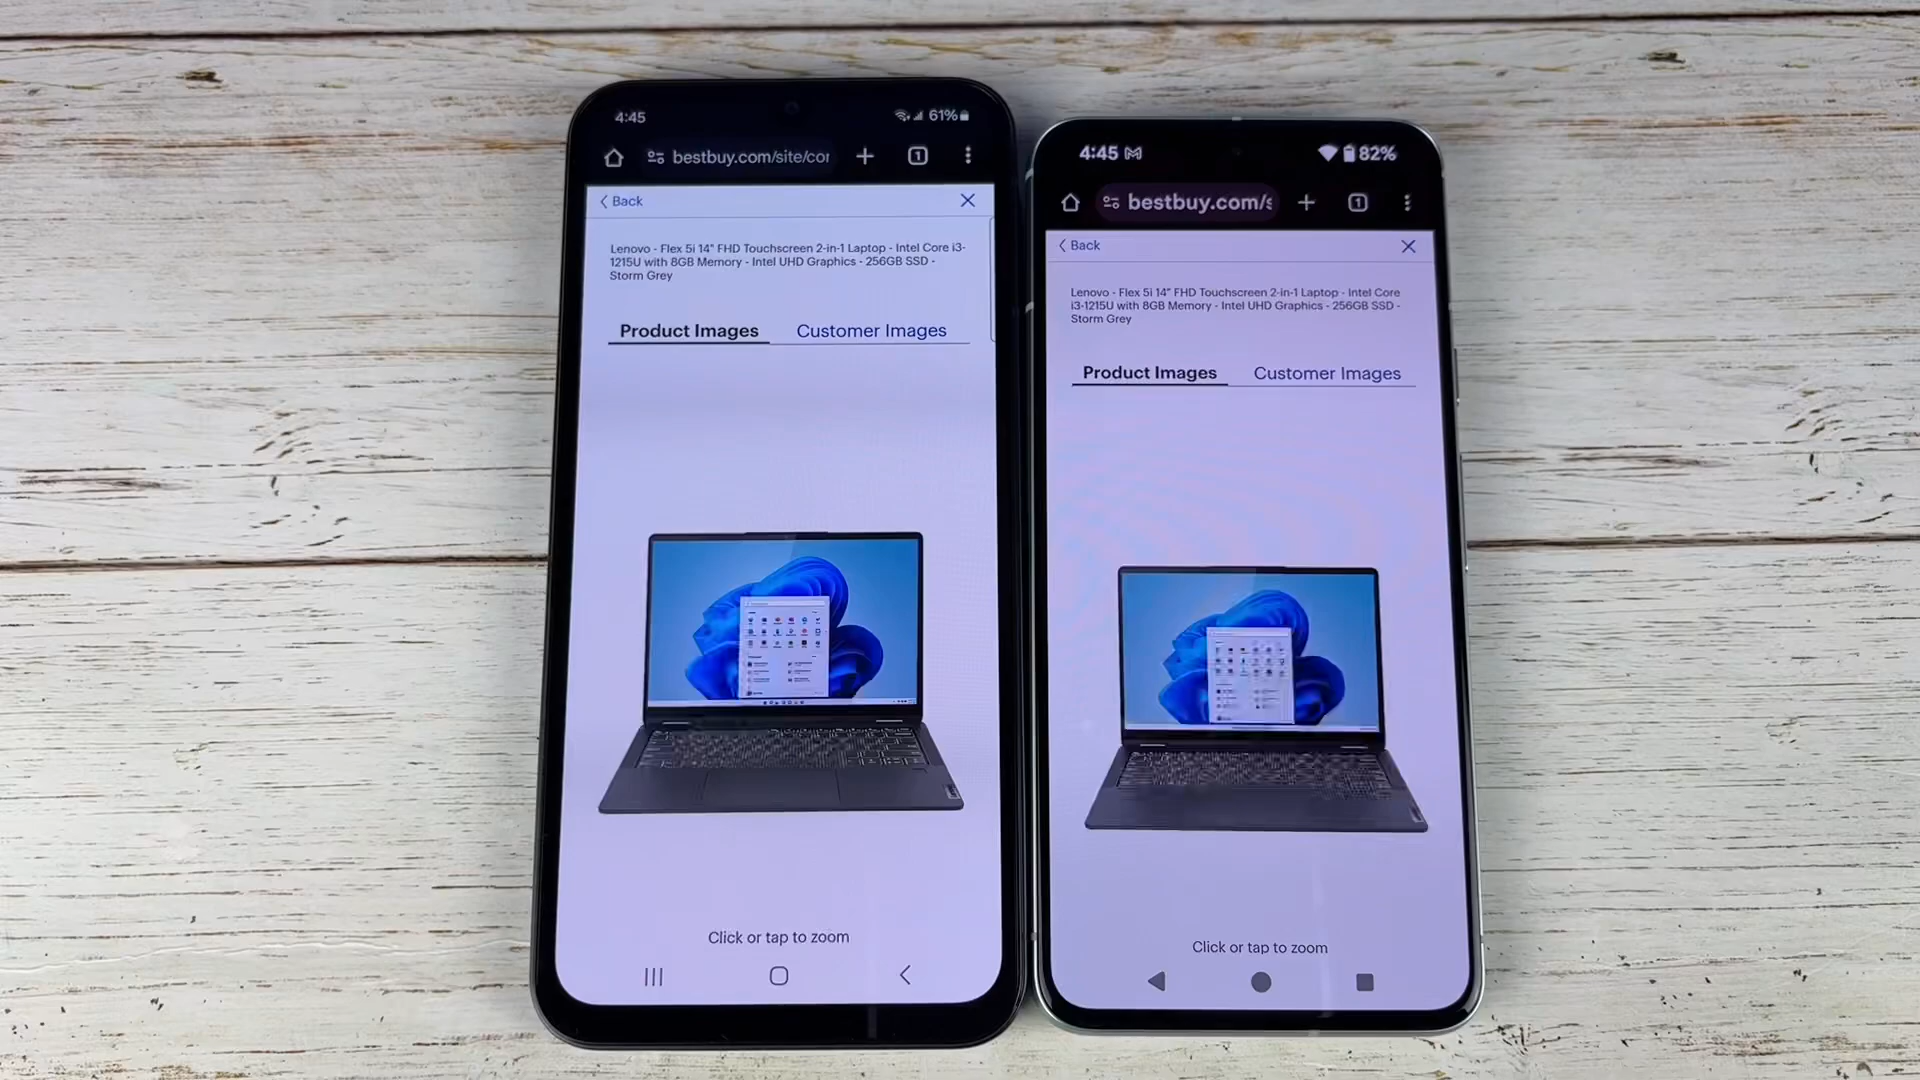 4:45
61%
bestbuy.com/site/cor
1
Back
Lenovo - Flex 5i 14" FHD Touchscreen 2-in-1 Laptop - Intel Core i3-
1215U with 8GB Memory - Intel UHD Graphics - 256GB SSD -
Storm Grey
Product Images
Customer Images
Click or tap to zoom
4:45
82%
bestbuy.com/s
1
Back
Lenovo - Flex 5i 14" FHD Touchscreen 2-in-1 Laptop - Intel Core
i3-1215U with 8GB Memory - Intel UHD Graphics - 256GB SSD -
Storm Grey
Product Images
Customer Images
Click or tap to zoom